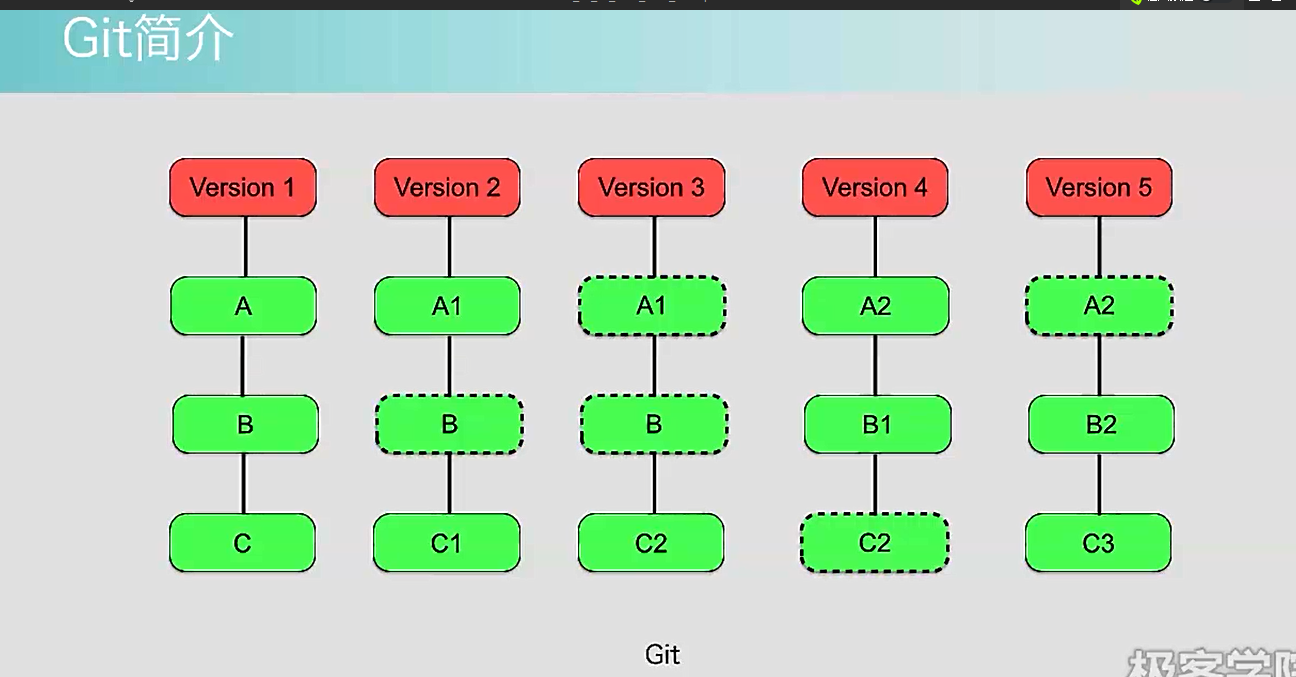 Git简介
Version 1
Version 2
Version 3
Version 4
Version 5
A
A1
A1
A2
A2
B
B
B
B1
B2
C
C1
C2
C2
C3
Git
极客学院